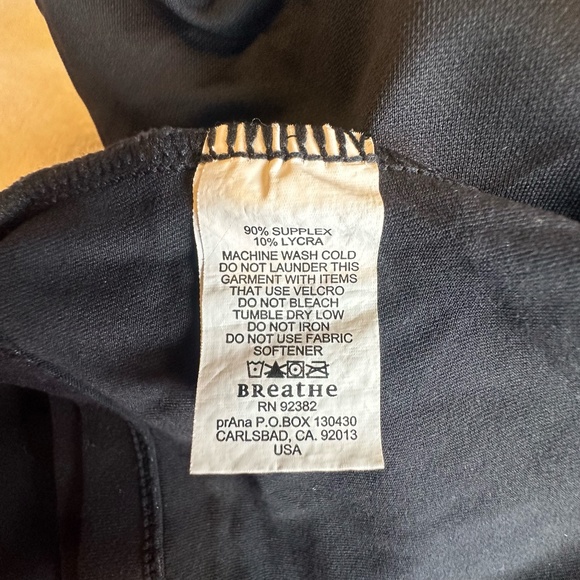 90% SUPPLEX
10% LYCRA
MACHINE WASH COLD
DO NOT LAUNDER THIS
GARMENT WITH ITEMS
THAT USE VELCRO
DO NOT BLEACH
TUMBLE DRY LOW
DO NOT IRON
DO NOT USE FABRIC
SOFTENER
BReatHe
RN 92382
prAna P.O.BOX 130430
CARLSBAD, CA. 92013
USA